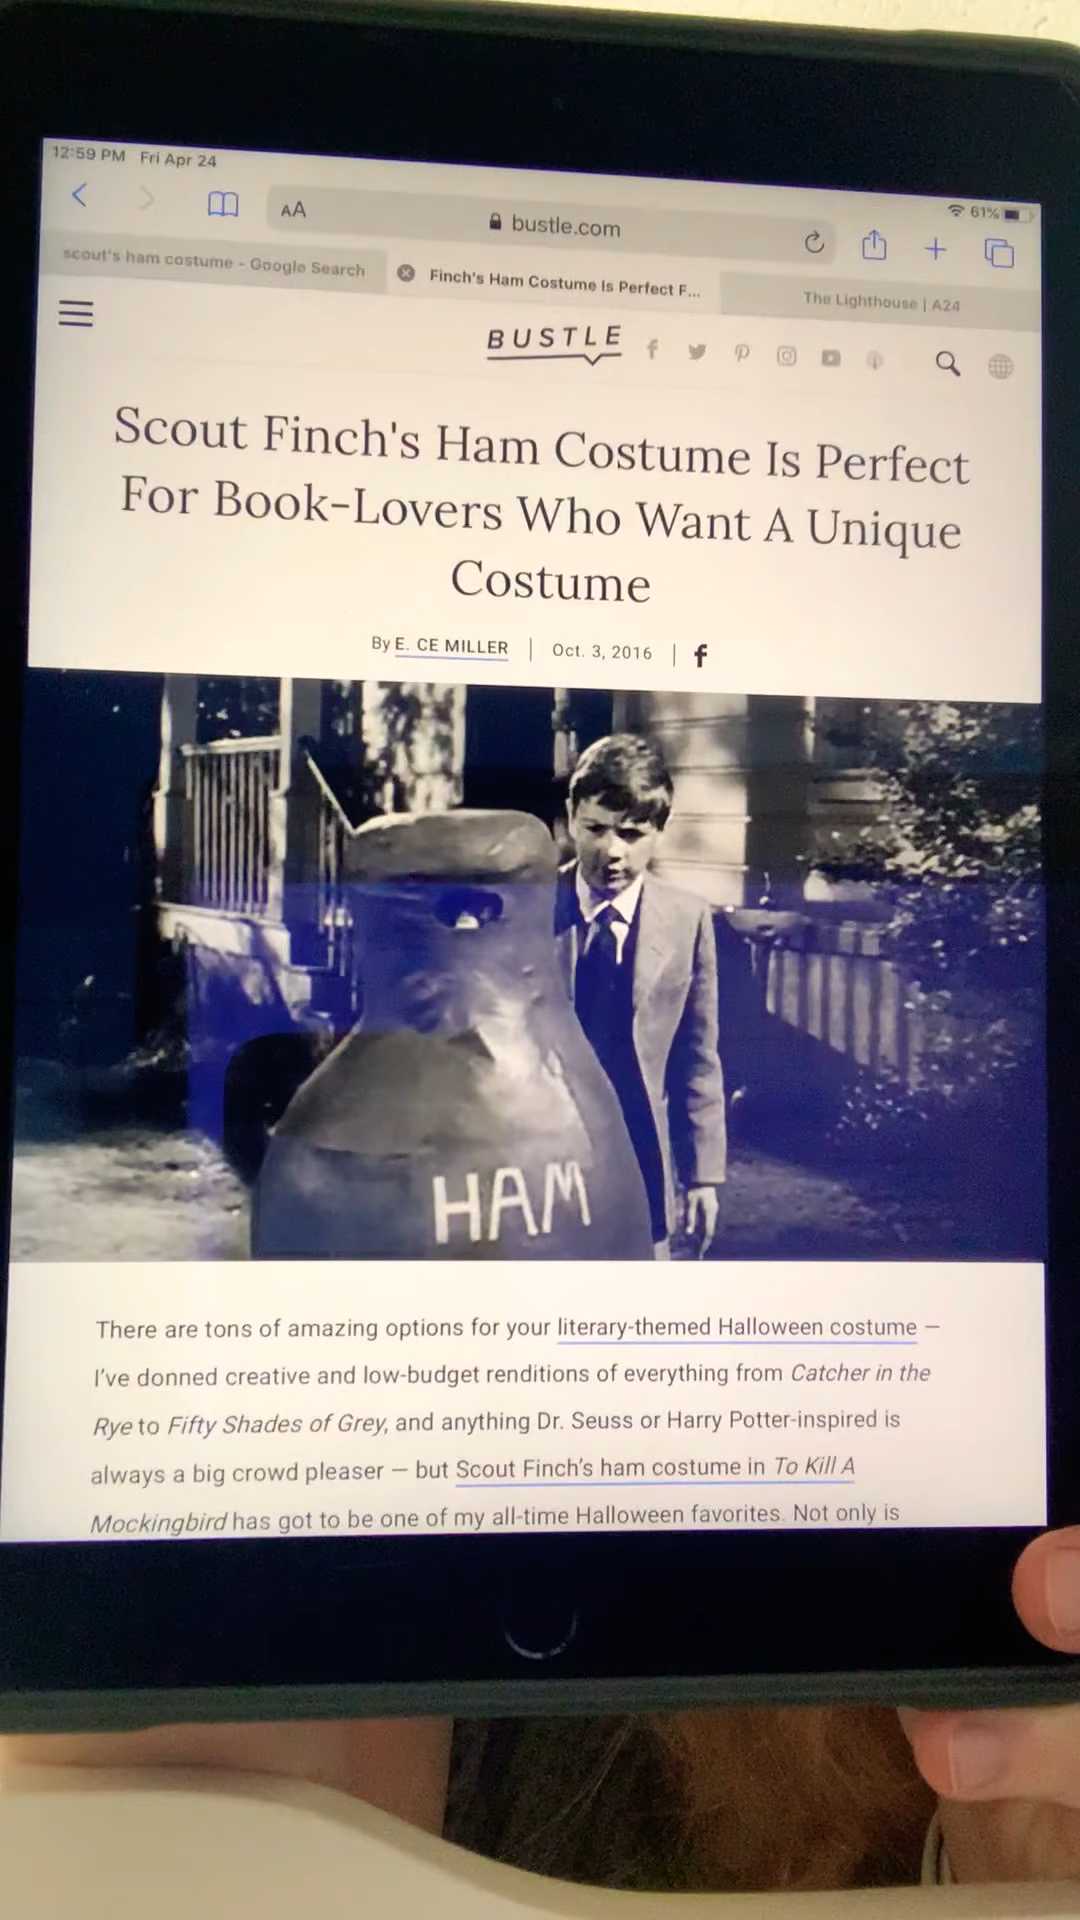 12:59 PM Fri Apr 24
61%
AA
bustle.com
scout's ham costume - Google Search
Finch's Ham Costume Is Perfect F...
The Lighthouse | A24
BUSTLE
Scout Finch's Ham Costume Is Perfect
For Book-Lovers Who Want A Unique
Costume
By E. CE MILLER | Oct. 3, 2016 |
HAM
There are tons of amazing options for your literary-themed Halloween costume —
I've donned creative and low-budget renditions of everything from Catcher in the
Rye to Fifty Shades of Grey, and anything Dr. Seuss or Harry Potter-inspired is
always a big crowd pleaser — but Scout Finch's ham costume in To Kill A
Mockingbird has got to be one of my all-time Halloween favorites. Not only is